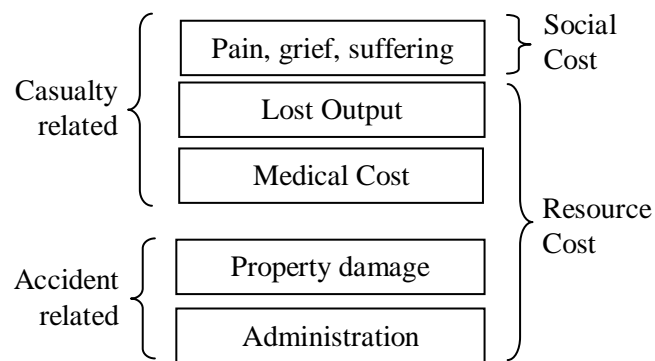 Pain, grief, suffering
Social
Cost
Casualty
related
Lost Output
Medical Cost
Resource
Cost
Accident
related
Property damage
Administration